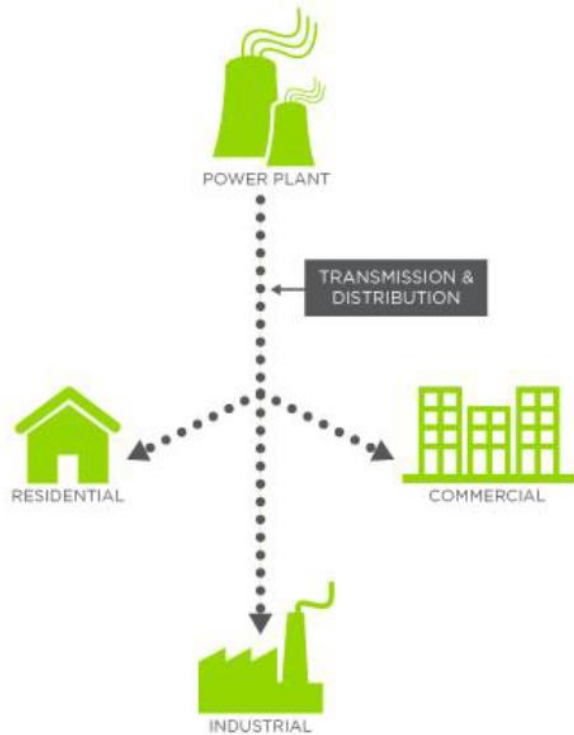 POWER PLANT
TRANSMISSION &
DISTRIBUTION
RESIDENTIAL
COMMERCIAL
INDUSTRIAL